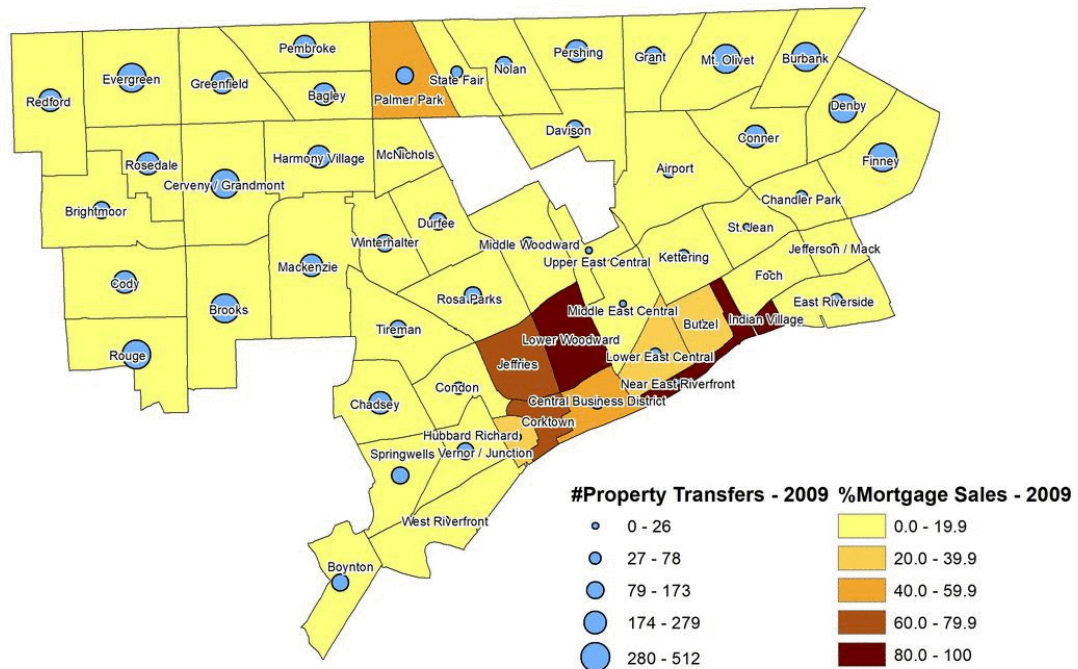 Pembroke
Evergreen
Greenfield
Redford
Bagley
Palmer Park
State Fair
Nolan
Pershing
Grant
Mt. Olivet
Burbank
Denby
Davison
Conner
Finney
Rosedale
Harmony Village
McNichols
Airport
Cerveny / Grandmont
Chandler Park
Brightmoor
Durfee
Winterhalter
Middle Woodward
St. Jean
Jefferson / Mack
Upper East Central
Kettering
Mackenzie
Foch
Cody
Rosa Parks
East Riverside
Brooks
Middle East Central
Indian Village
Butzel
Tireman
Lower Woodward
Rouge
Lower East Central
Jeffries
Near East Riverfront
Condon
Central Business District
Chadsey
Corktown
Hubbard Richard
Springwells
Vernor / Junction
West Riverfront
Boynton
#Property Transfers - 2009
0 - 26
27 - 78
79 - 173
174 - 279
280 - 512
%Mortgage Sales - 2009
0.0 - 19.9
20.0 - 39.9
40.0 - 59.9
60.0 - 79.9
80.0 - 100